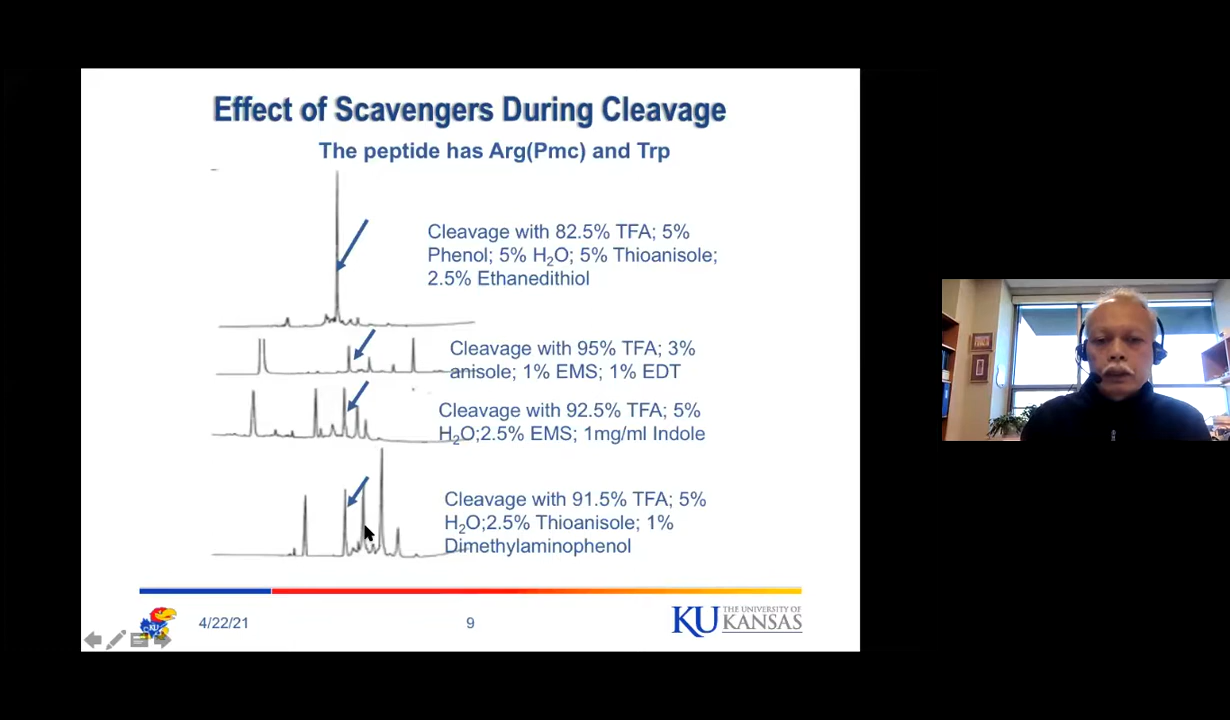 Effect of Scavengers During Cleavage
The peptide has Arg(Pmc) and Trp
Cleavage with 82.5% TFA; 5%
Phenol; 5% H₂O; 5% Thioanisole;
2.5% Ethanedithiol
Cleavage with 95% TFA; 3%
anisole; 1% EMS; 1% EDT
Cleavage with 92.5% TFA; 5%
H₂O;2.5% EMS; 1mg/ml Indole
Cleavage with 91.5% TFA; 5%
H₂O;2.5% Thioanisole; 1%
Dimethylaminophenol
KU
4/22/21
9
KU THE UNIVERSITY OF
KANSAS